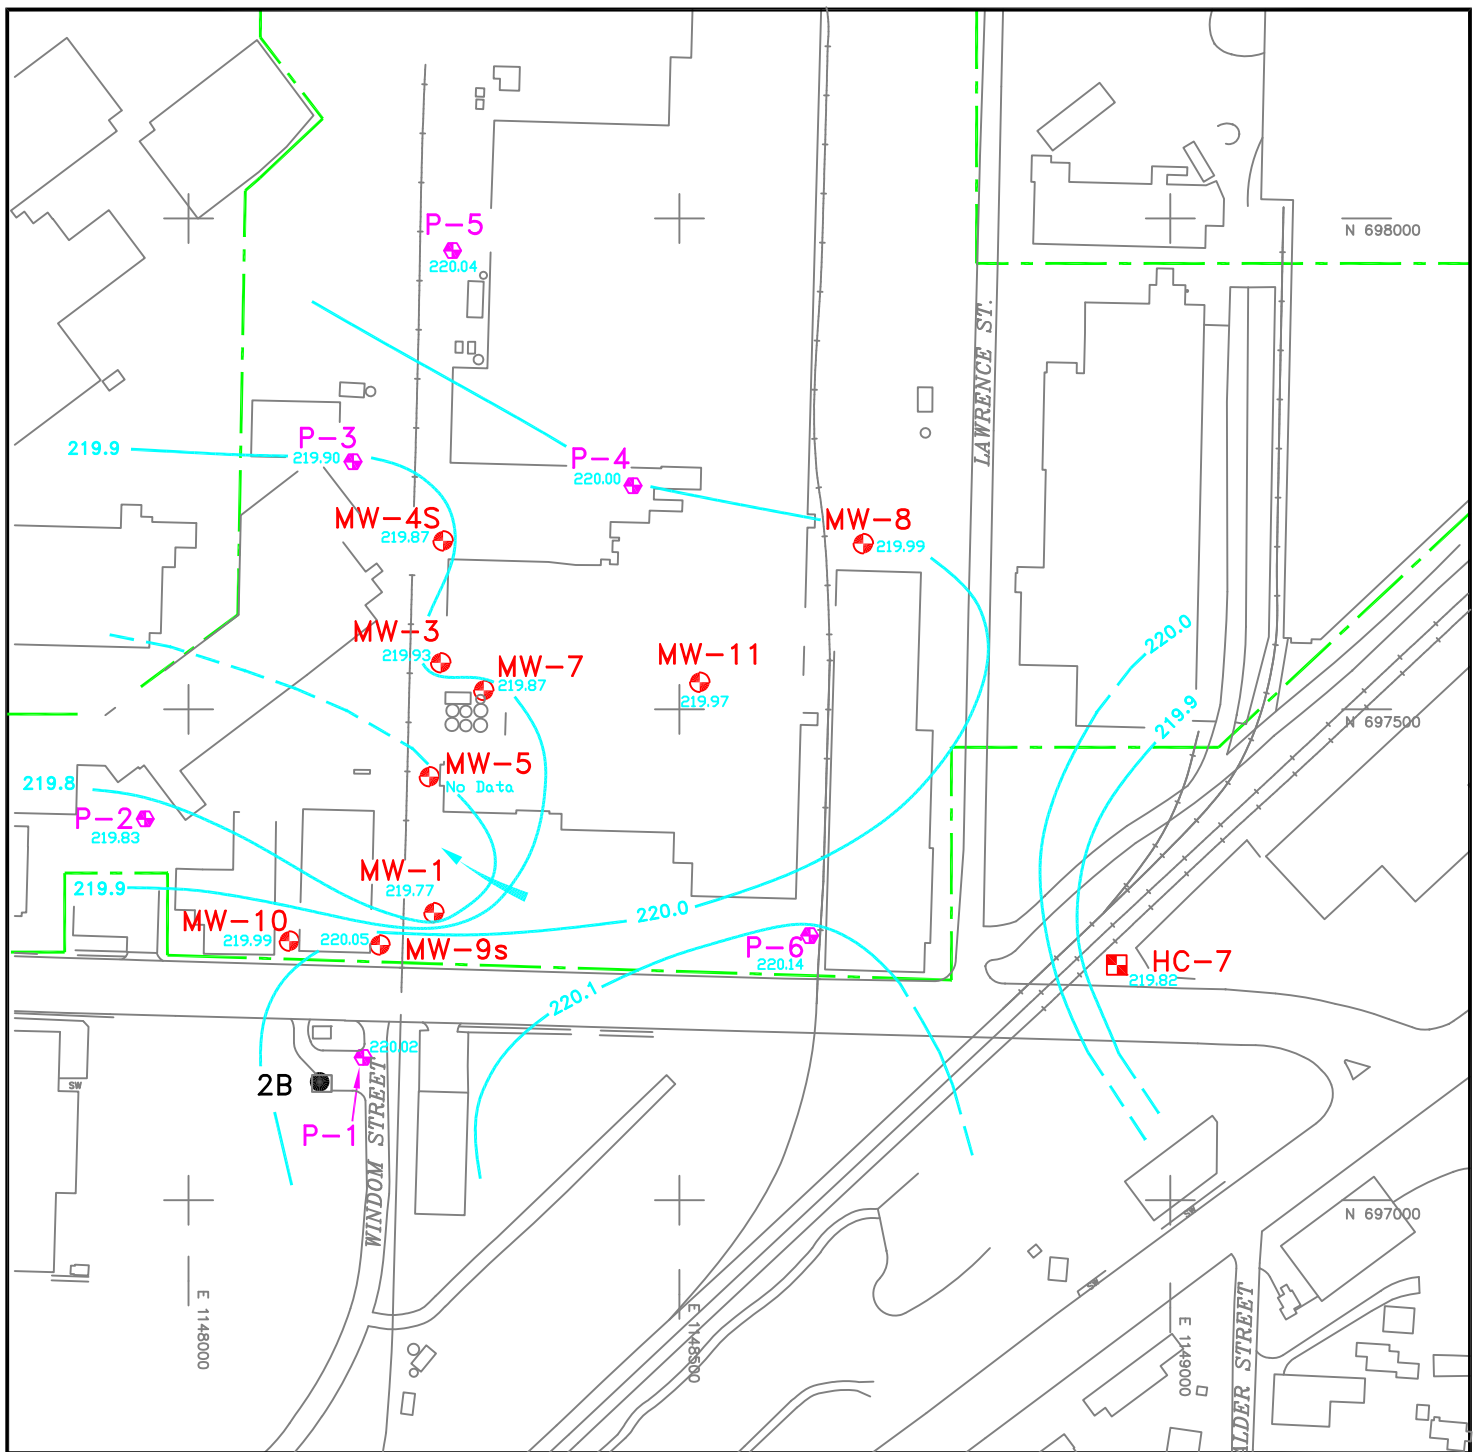 P-5
220.04
N 698000
LAWRENCE ST.
219.9
P-3
219.90
P-4
220.00
MW-4S
219.87
MW-8
219.99
MW-3
219.93
MW-7
219.87
MW-11
219.97
220.0
219.9
N 697500
MW-5
No Data
219.8
P-2
219.83
MW-1
219.77
219.9
MW-10
219.99
220.05
MW-9s
220.0
P-6
220.14
220.1
HC-7
219.82
220.02
2B
P-1
WINDOM STREET
SW
SW
SW
N 697000
E 1148000
E 1148500
E 1149000
ALDER STREET